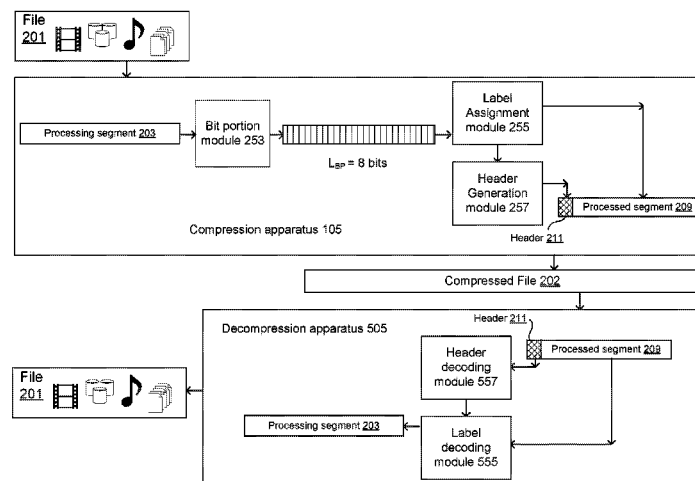 File
201
Processing segment 203
Bit portion
module 253
L_BP = 8 bits
Label
Assignment
module 255
Header
Generation
module 257
Processed segment 209
Header 211
Compression apparatus 105
Compressed File 202
Decompression apparatus 505
Header 211
Processed segment 209
Header
decoding
module 557
File
201
Processing segment 203
Label
decoding
module 555